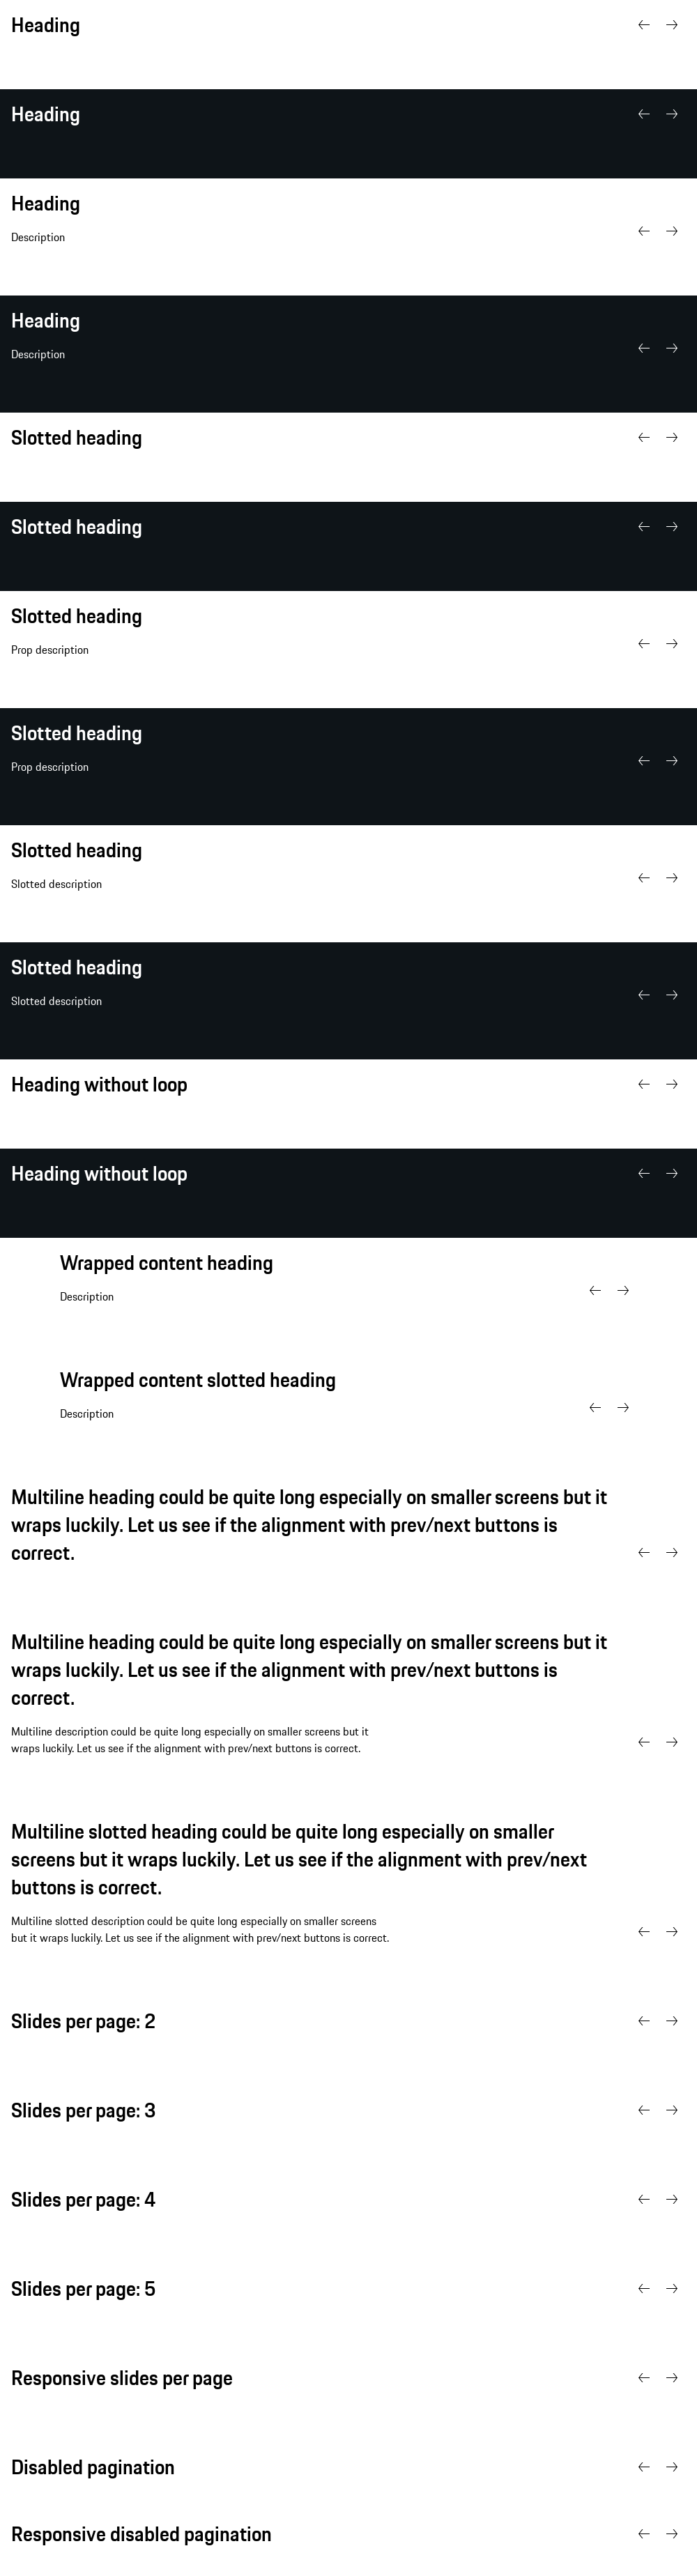 Heading
Heading
Heading
Description
Heading
Description
Slotted heading
Slotted heading
Slotted heading
Prop description
Slotted heading
Prop description
Slotted heading
Slotted description
Slotted heading
Slotted description
Heading without loop
Heading without loop
Wrapped content heading
Description
Wrapped content slotted heading
Description
Multiline heading could be quite long especially on smaller screens but it
wraps luckily. Let us see if the alignment with prev/next buttons is
correct.
Multiline heading could be quite long especially on smaller screens but it
wraps luckily. Let us see if the alignment with prev/next buttons is
correct.
Multiline description could be quite long especially on smaller screens but it
wraps luckily. Let us see if the alignment with prev/next buttons is correct.
Multiline slotted heading could be quite long especially on smaller
screens but it wraps luckily. Let us see if the alignment with prev/next
buttons is correct.
Multiline slotted description could be quite long especially on smaller screens
but it wraps luckily. Let us see if the alignment with prev/next buttons is correct.
Slides per page: 2
Slides per page: 3
Slides per page: 4
Slides per page: 5
Responsive slides per page
Disabled pagination
Responsive disabled pagination